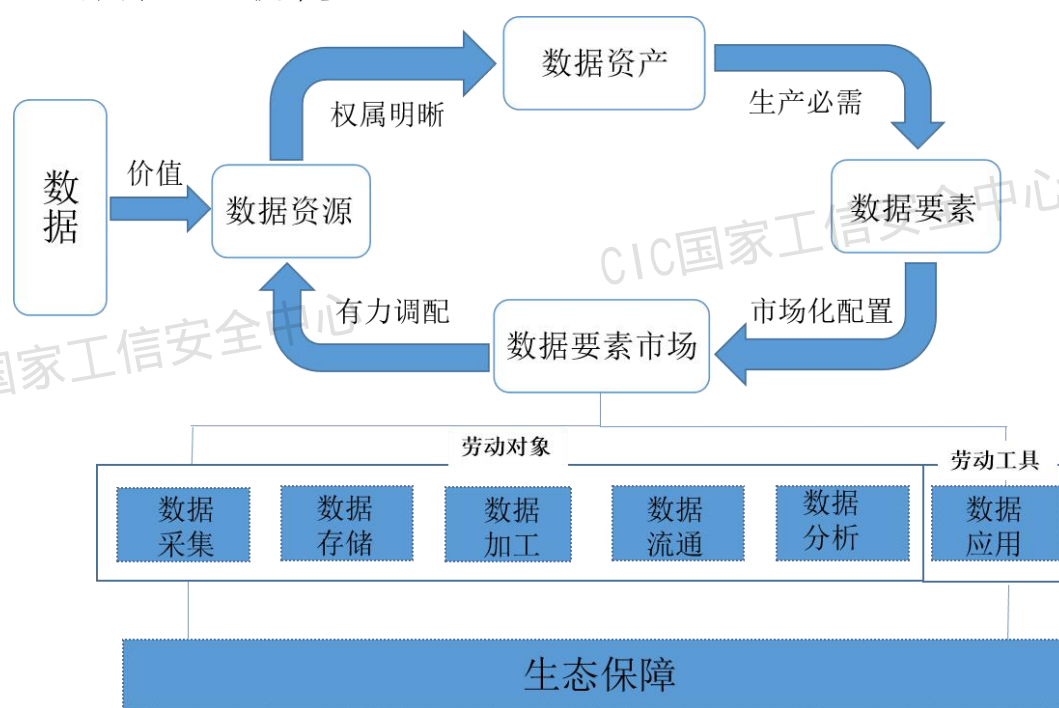 数据资产
权属明晰
生产必需
数
据
价值
数据资源
数据要素
CIC国家工信安全中心
有力调配
市场化配置
数据要素市场
国家工信安全中心
劳动对象
劳动工具
数据
采集
数据
存储
数据
加工
数据
流通
数据
分析
数据
应用
生态保障